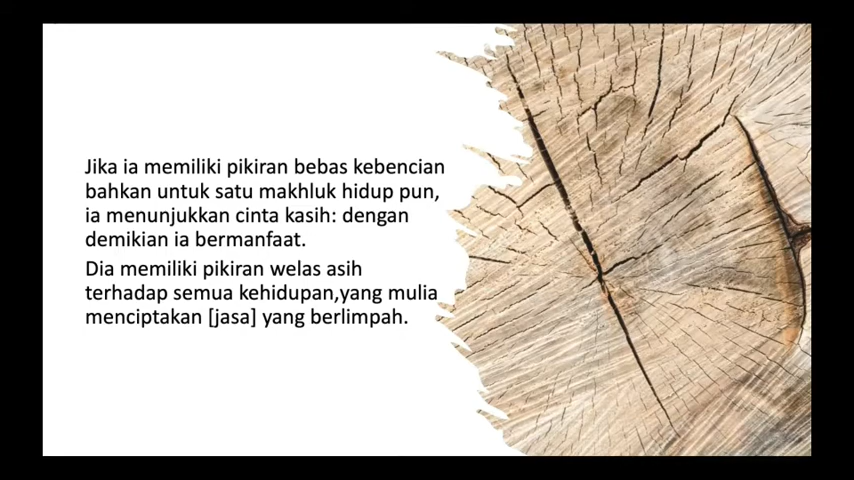 Jika ia memiliki pikiran bebas kebencian
bahkan untuk satu makhluk hidup pun,
ia menunjukkan cinta kasih: dengan
demikian ia bermanfaat.
Dia memiliki pikiran welas asih
terhadap semua kehidupan,yang mulia
menciptakan [jasa] yang berlimpah.